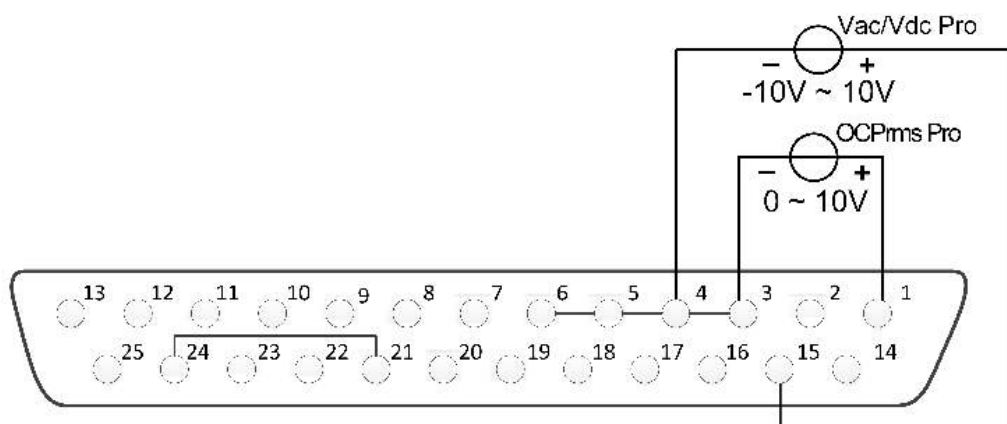 Vac/Vdc Pro
− +
-10V ~ 10V
OCPrms Pro
− +
0 ~ 10V
13 12 11 10 9 8 7 6 5 4 3 2 1
25 24 23 22 21 20 19 18 17 16 15 14